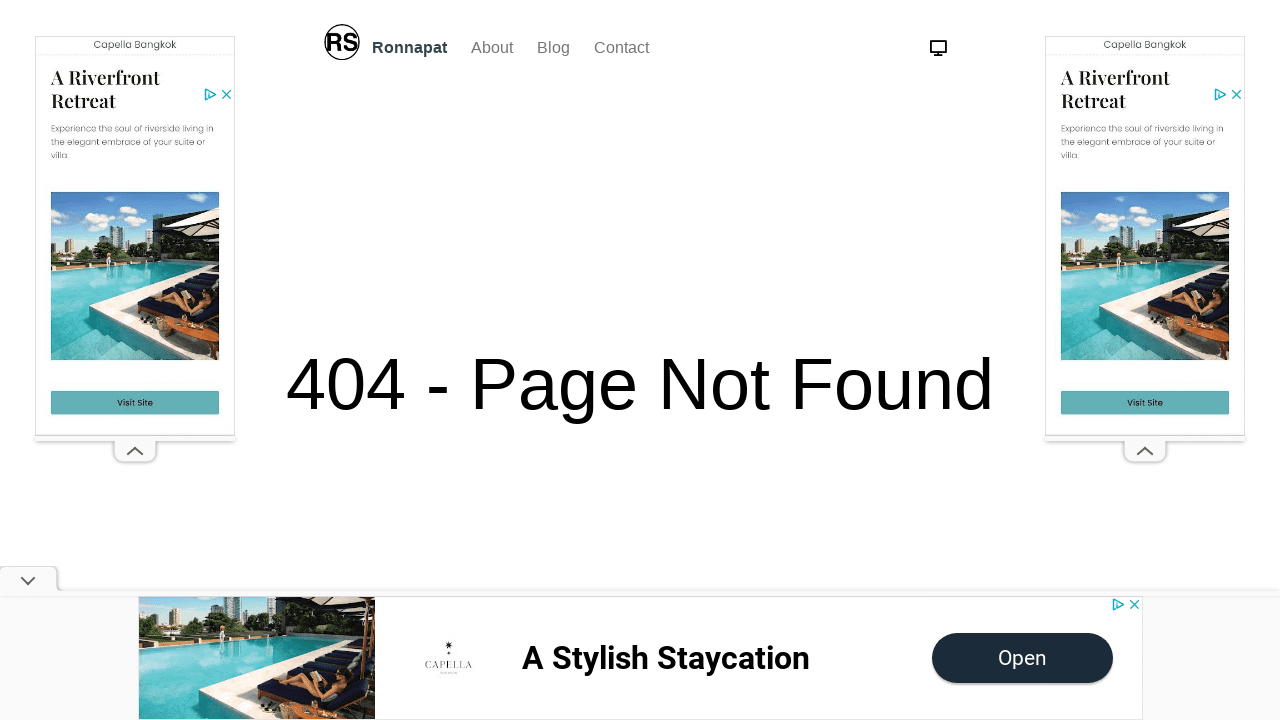 RS Ronnapat About Blog Contact
Capella Bangkok
A Riverfront
Retreat
Experience the soul of riverside living in
the elegant embrace of your suite or
villa.
Visit Site
Capella Bangkok
A Riverfront
Retreat
Experience the soul of riverside living in
the elegant embrace of your suite or
villa.
Visit Site
404 - Page Not Found
CAPELLA
A Stylish Staycation
Open